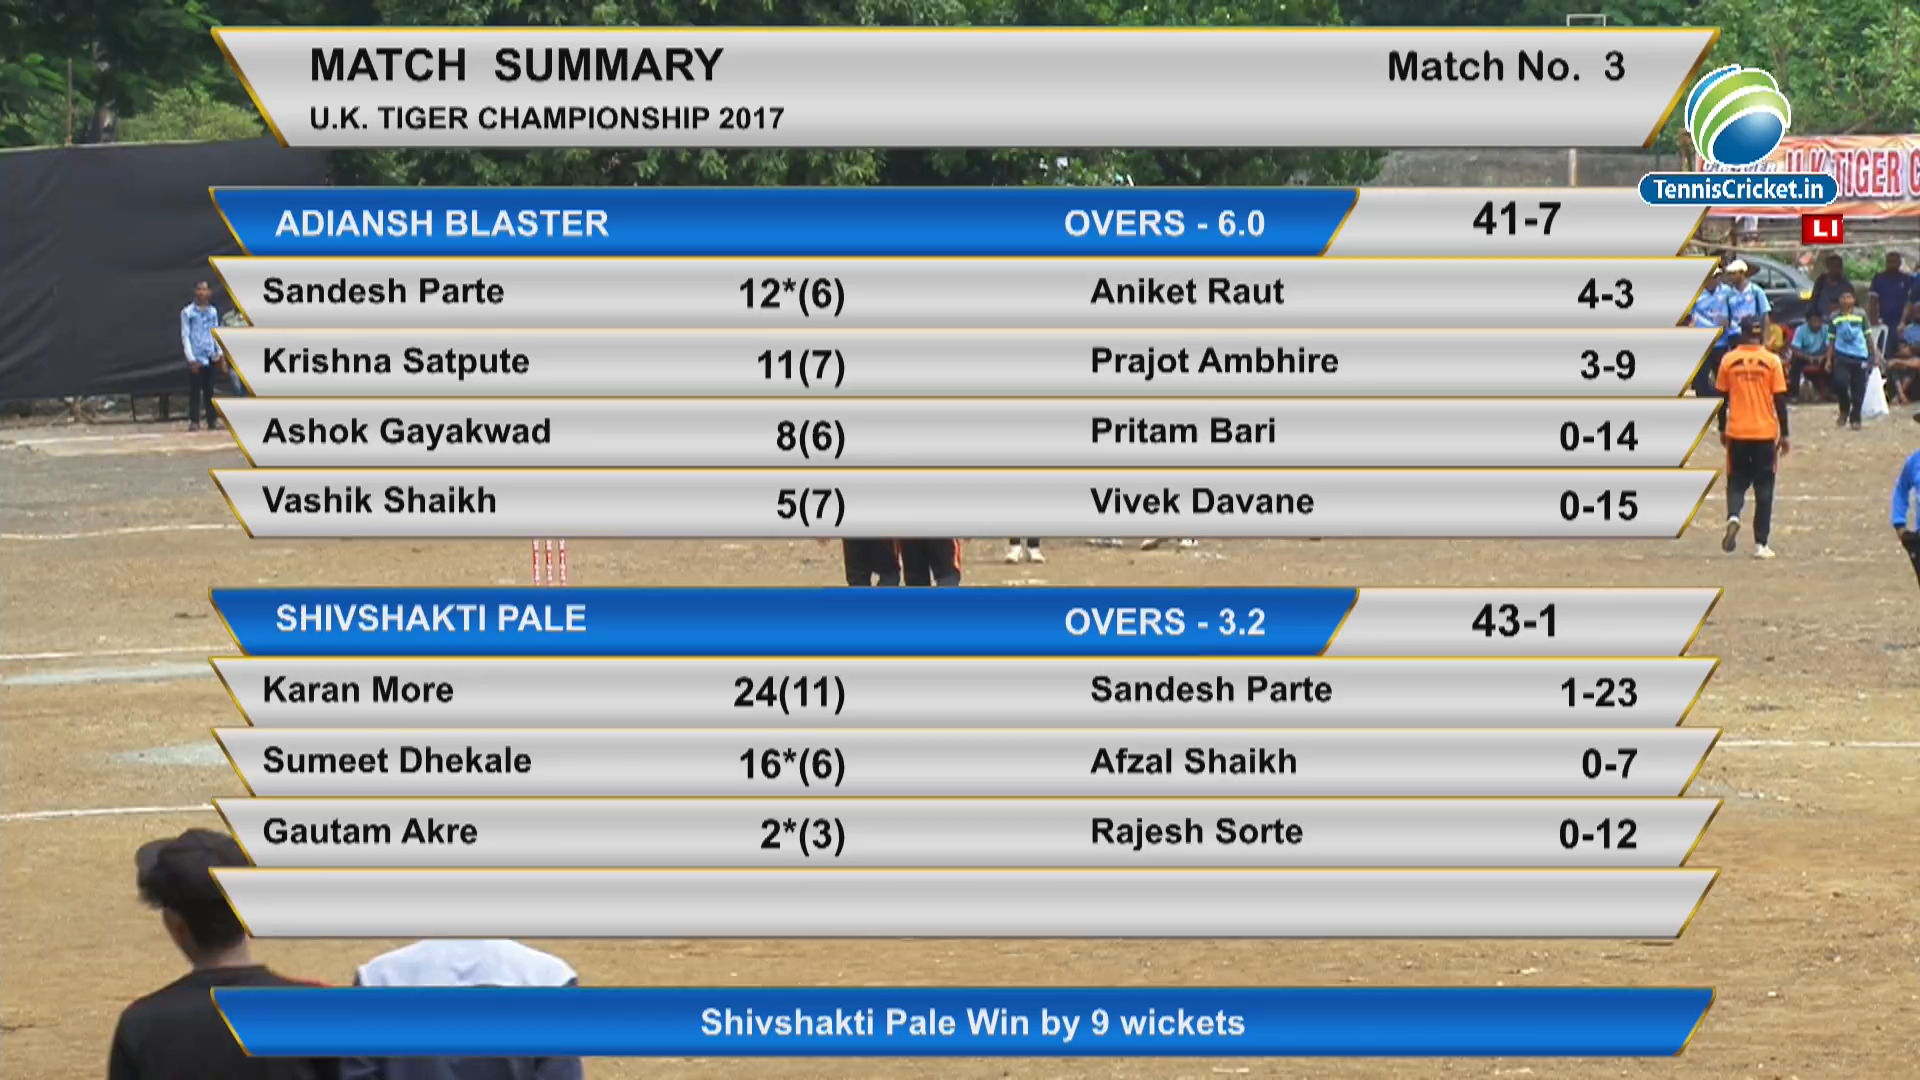 MATCH SUMMARY
Match No. 3
U.K. TIGER CHAMPIONSHIP 2017
TennisCricket.in
U.K TIGER C
LI
ADIANSH BLASTER OVERS - 6.0 41-7
Sandesh Parte 12*(6) Aniket Raut 4-3
Krishna Satpute 11(7) Prajot Ambhire 3-9
Ashok Gayakwad 8(6) Pritam Bari 0-14
Vashik Shaikh 5(7) Vivek Davane 0-15
SHIVSHAKTI PALE OVERS - 3.2 43-1
Karan More 24(11) Sandesh Parte 1-23
Sumeet Dhekale 16*(6) Afzal Shaikh 0-7
Gautam Akre 2*(3) Rajesh Sorte 0-12
Shivshakti Pale Win by 9 wickets